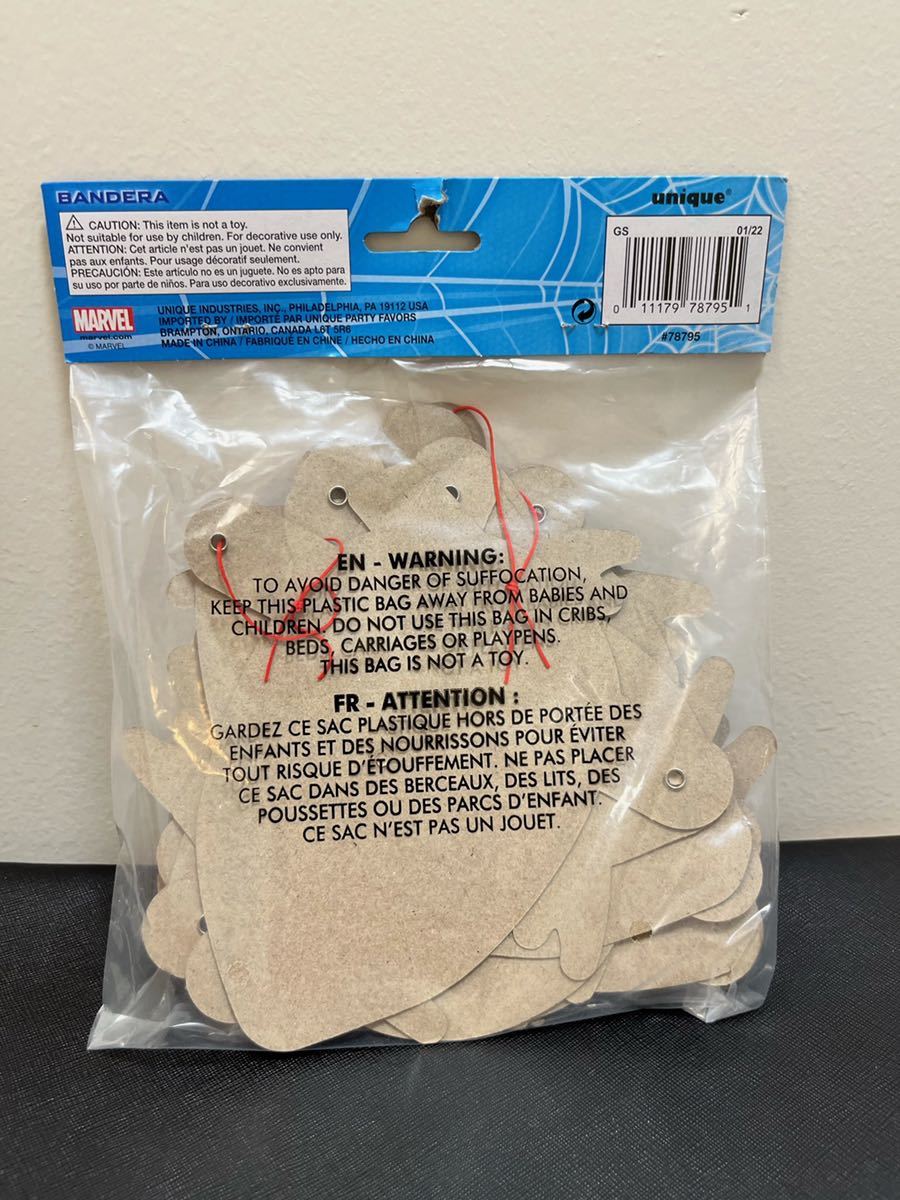 BANDERA
CAUTION: This item is not a toy.
Not suitable for use by children. For decorative use only.
ATTENTION: Cet article n'est pas un jouet. Ne convient
pas aux enfants. Pour usage décoratif seulement.
PRECAUCIÓN: Este articulo no es un juguete. No es apto para
su uso por parte de niños. Para uso decorativo exclusivamente.
MARVEL
marvel.com
© MARVEL
UNIQUE INDUSTRIES, INC., PHILADELPHIA, PA 19112 USA
IMPORTED BY / IMPORTÉ PAR UNIQUE PARTY FAVORS
BRAMPTON, ONTARIO, CANADA L6T 5R6
MADE IN CHINA / FABRIQUÉ EN CHINE / HECHO EN CHINA
unique®
GS 01/22
0 11179 78795 1
#78795
EN - WARNING:
TO AVOID DANGER OF SUFFOCATION,
KEEP THIS PLASTIC BAG AWAY FROM BABIES AND
CHILDREN. DO NOT USE THIS BAG IN CRIBS,
BEDS, CARRIAGES OR PLAYPENS.
THIS BAG IS NOT A TOY.
FR - ATTENTION :
GARDEZ CE SAC PLASTIQUE HORS DE PORTÉE DES
ENFANTS ET DES NOURRISSONS POUR ÉVITER
TOUT RISQUE D'ÉTOUFFEMENT. NE PAS PLACER
CE SAC DANS DES BERCEAUX, DES LITS, DES
POUSSETTES OU DES PARCS D'ENFANT.
CE SAC N'EST PAS UN JOUET.